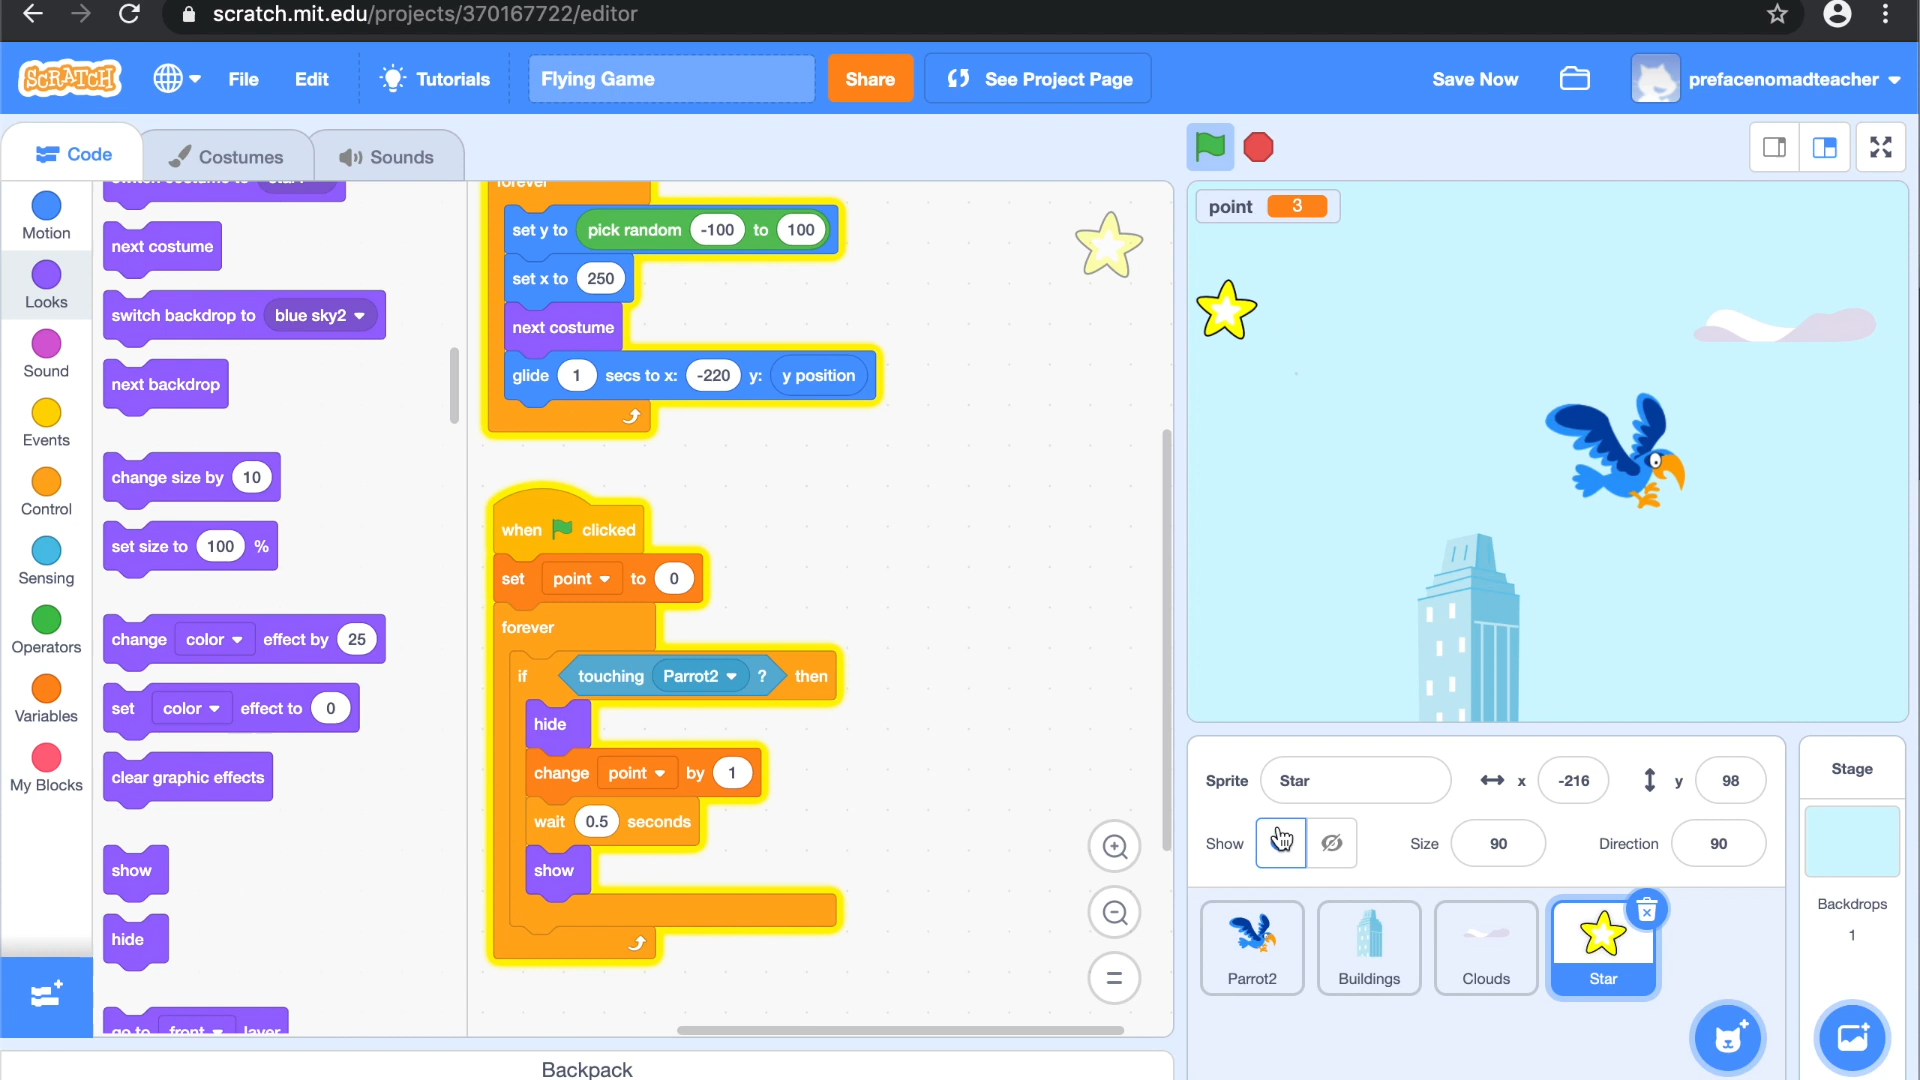 scratch.mit.edu/projects/370167722/editor
SCRATCH
File
Edit
Tutorials
Flying Game
Share
See Project Page
Save Now
prefacenomadteacher
Code
Costumes
Sounds
Motion
Looks
Sound
Events
Control
Sensing
Operators
Variables
My Blocks
next costume
switch backdrop to blue sky2
next backdrop
change size by 10
set size to 100 %
change color effect by 25
set color effect to 0
clear graphic effects
show
hide
go to front layer
forever
set y to pick random -100 to 100
set x to 250
next costume
glide 1 secs to x: -220 y: y position
when clicked
set point to 0
forever
if touching Parrot2 ? then
hide
change point by 1
wait 0.5 seconds
show
Backpack
point 3
Sprite Star x -216 y 98
Show Size 90 Direction 90
Parrot2
Buildings
Clouds
Star
Stage
Backdrops
1